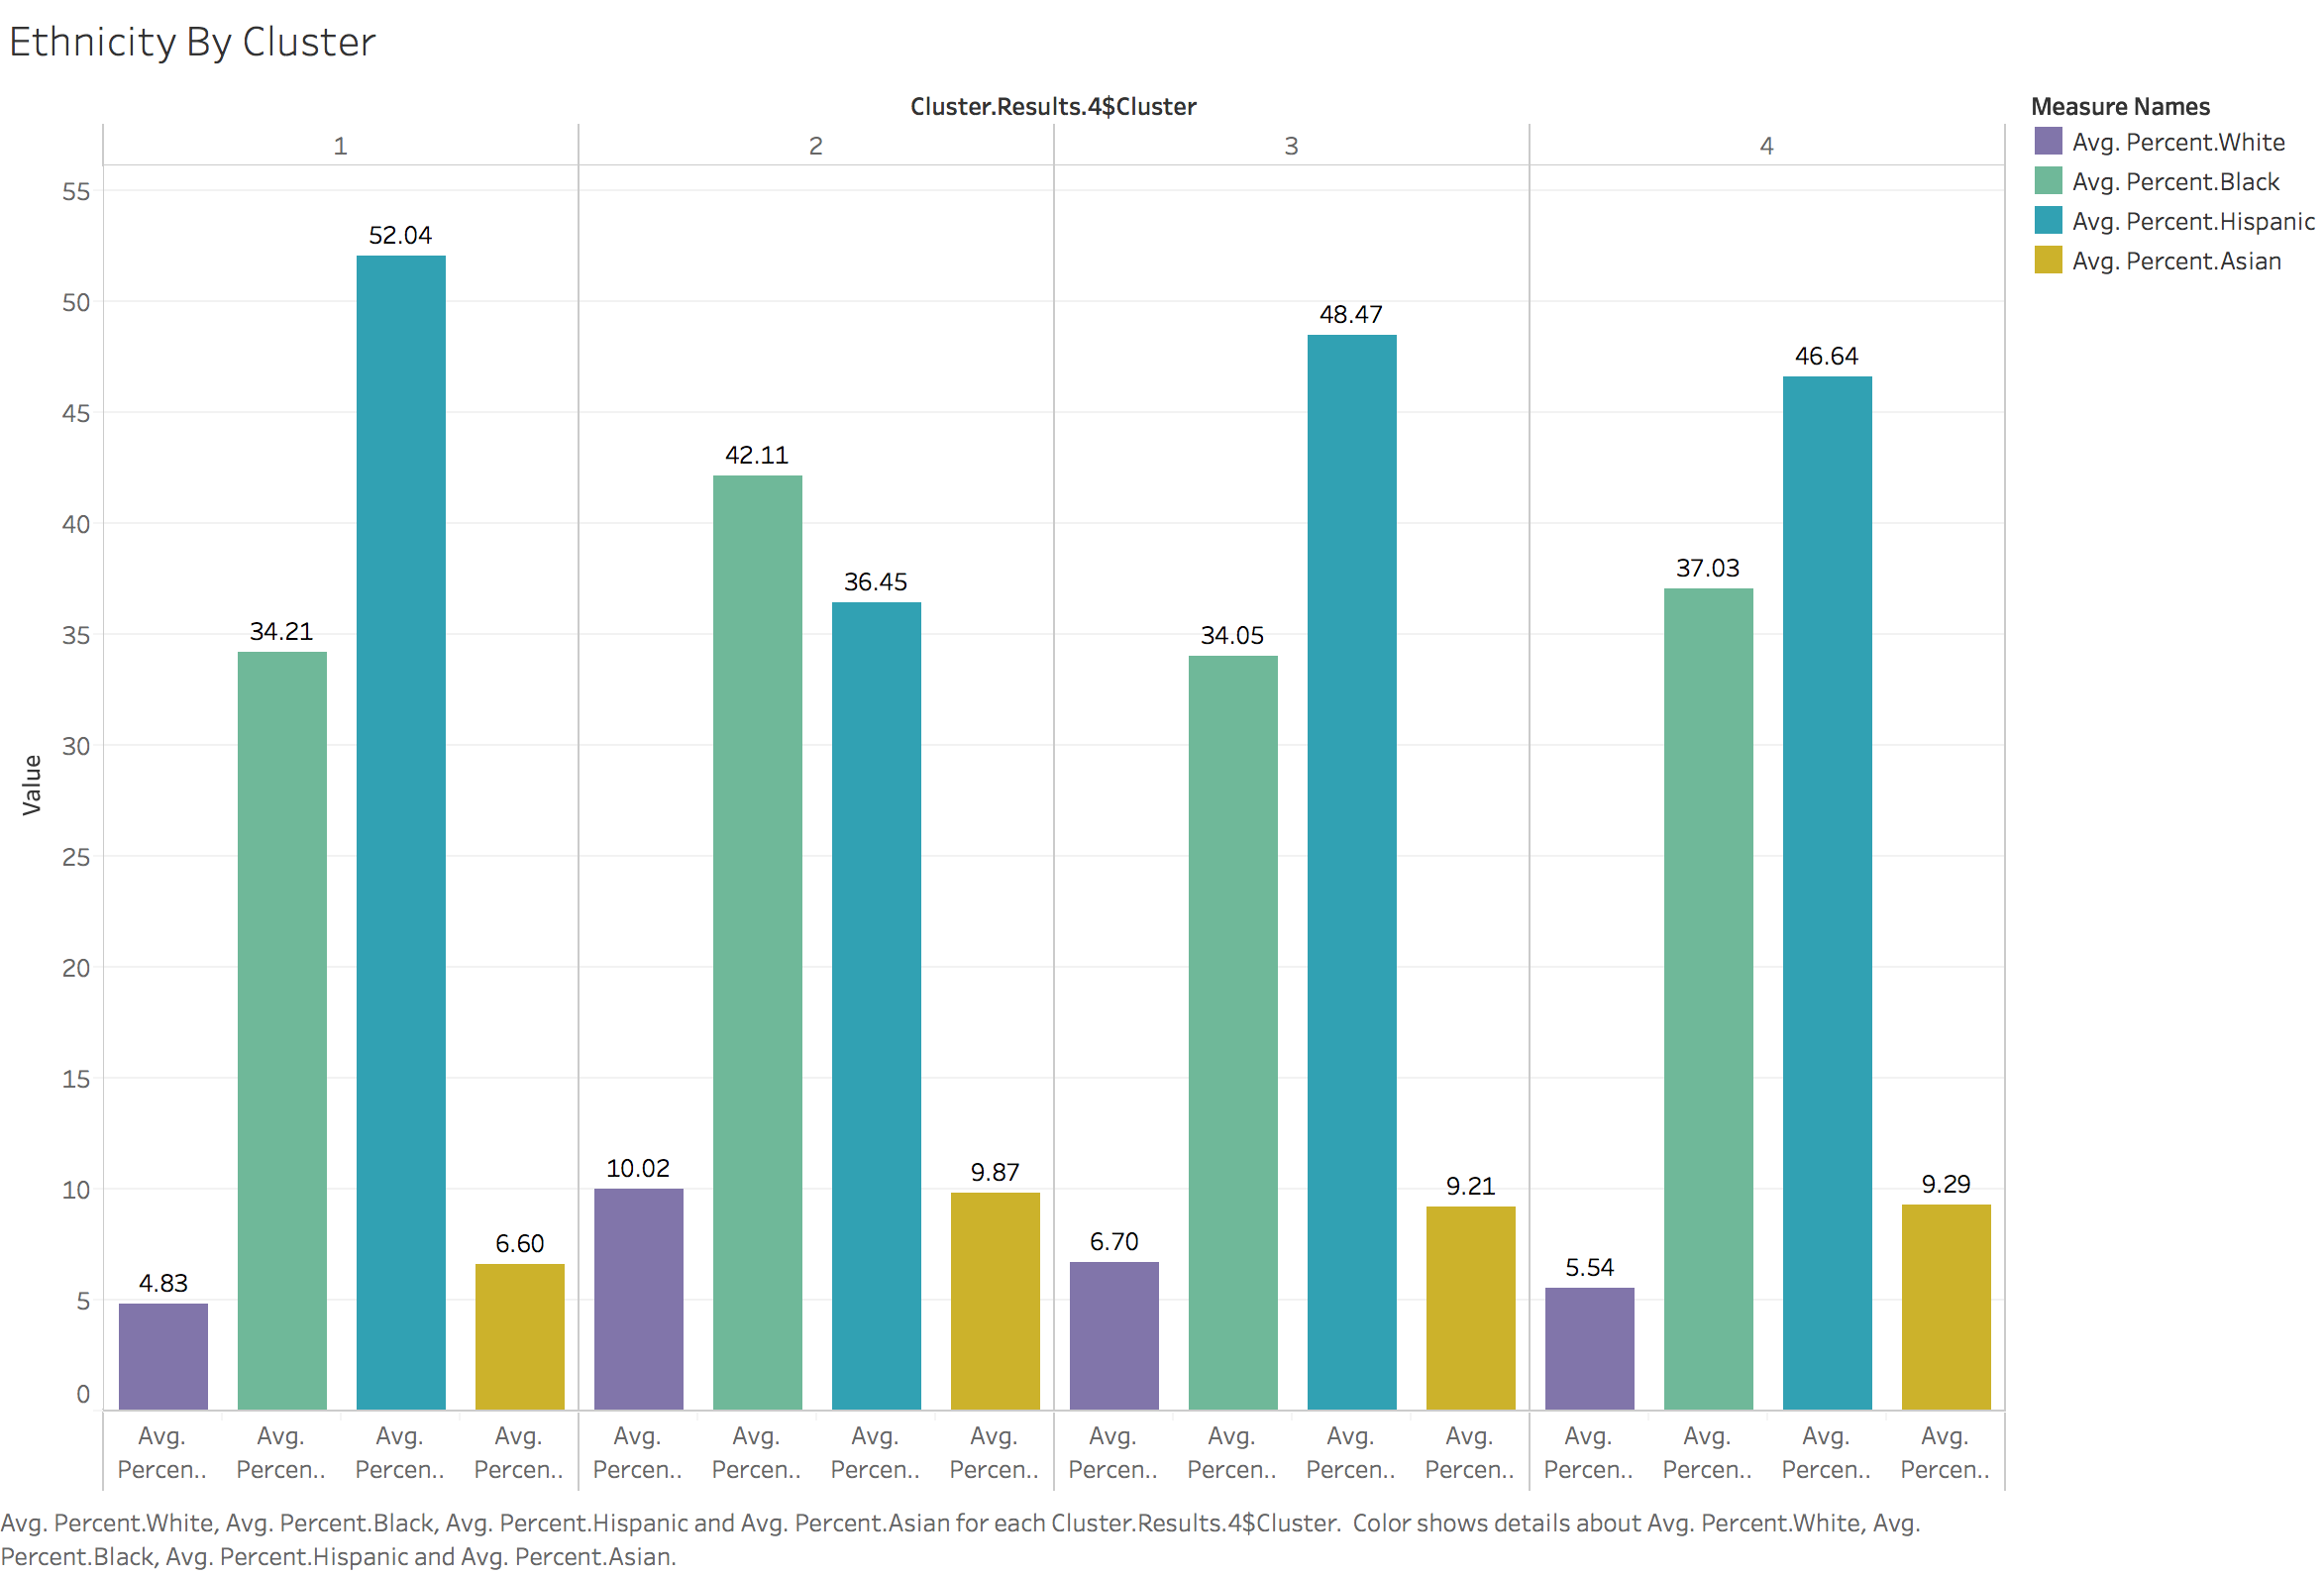 Ethnicity By Cluster
Cluster.Results.4$Cluster
1 2 3 4
Measure Names
Avg. Percent.White
Avg. Percent.Black
Avg. Percent.Hispanic
Avg. Percent.Asian
Value
55
50
45
40
35
30
25
20
15
10
5
0
4.83
34.21
52.04
6.60
10.02
42.11
36.45
9.87
6.70
34.05
48.47
9.21
5.54
37.03
46.64
9.29
Avg. Avg. Avg. Avg. Avg. Avg. Avg. Avg. Avg. Avg. Avg. Avg. Avg. Avg. Avg. Avg.
Percen.. Percen.. Percen.. Percen.. Percen.. Percen.. Percen.. Percen.. Percen.. Percen.. Percen.. Percen.. Percen.. Percen.. Percen.. Percen..
Avg. Percent.White, Avg. Percent.Black, Avg. Percent.Hispanic and Avg. Percent.Asian for each Cluster.Results.4$Cluster.  Color shows details about Avg. Percent.White, Avg.
Percent.Black, Avg. Percent.Hispanic and Avg. Percent.Asian.